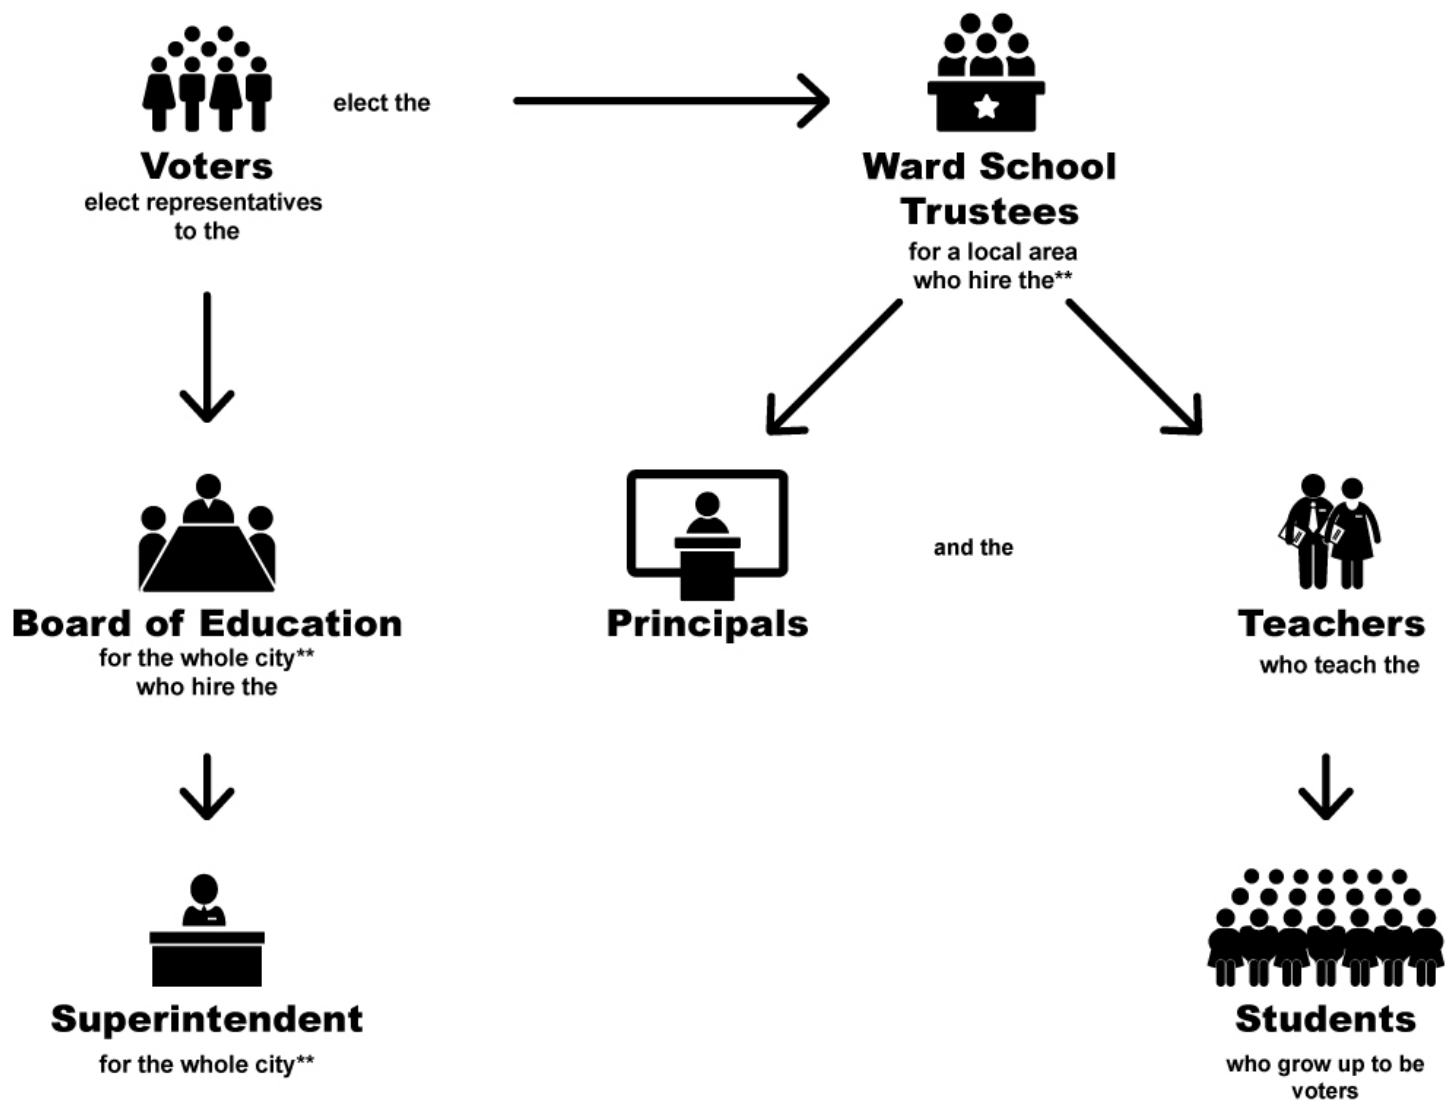 elect the
Voters
elect representatives
to the
Ward School
Trustees
for a local area
who hire the**
Board of Education
for the whole city**
who hire the
Principals
and the
Teachers
who teach the
Superintendent
for the whole city**
Students
who grow up to be
voters